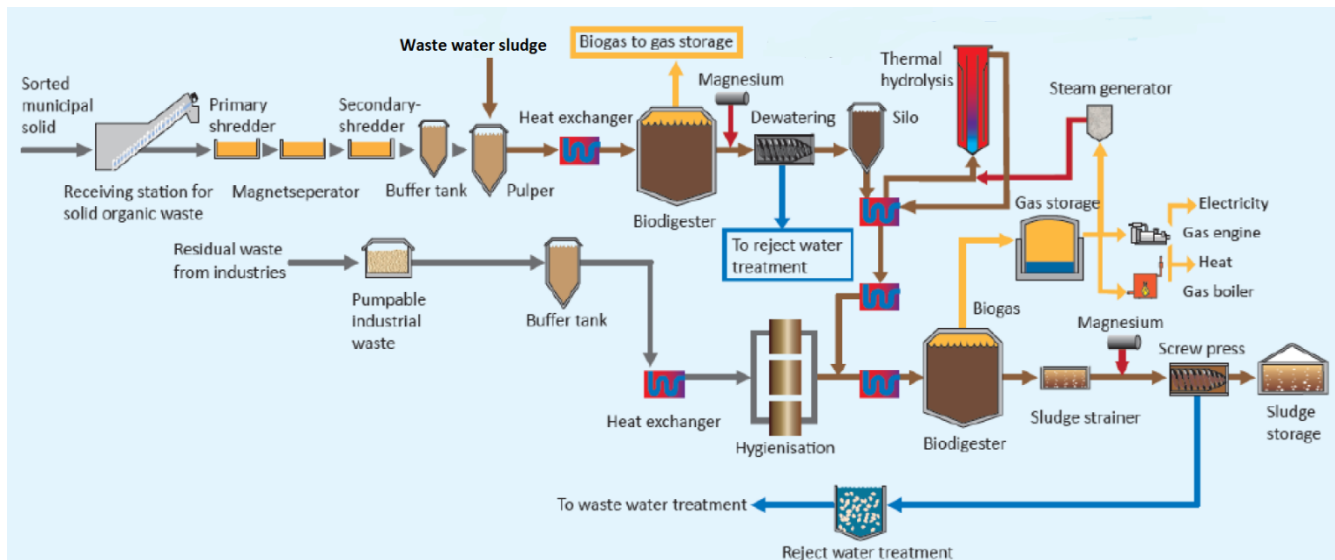 Waste water sludge
Biogas to gas storage
Sorted
municipal
solid
Primary
shredder
Secondary-
shredder
Heat exchanger
Magnesium
Dewatering
Silo
Thermal
hydrolysis
Steam generator
Receiving station for
solid organic waste
Magnetseperator
Buffer tank
Pulper
Biodigester
To reject water
treatment
Gas storage
Electricity
Gas engine
Heat
Gas boiler
Residual waste
from industries
Pumpable
industrial
waste
Buffer tank
Biogas
Magnesium
Screw press
Heat exchanger
Hygienisation
Biodigester
Sludge strainer
Sludge
storage
To waste water treatment
Reject water treatment